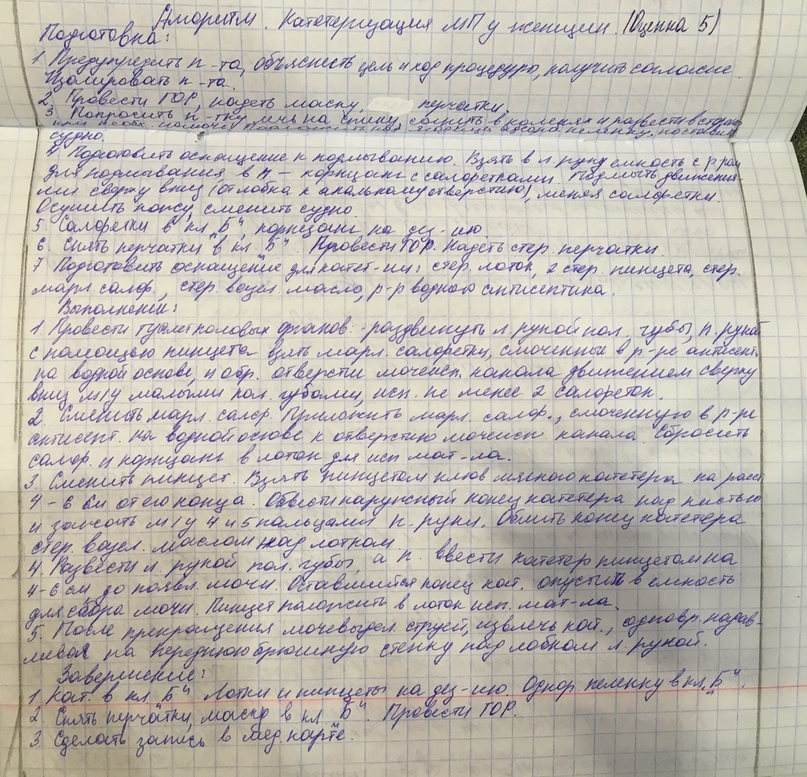 Алгоритм. Катетеризация МП у женщин. (Оценка 5)
Подготовка:
1 Предупредить п-та, объяснить цель и ход процедуры, получить согласие.
Изолировать п-та.
2. Провести ГОР, надеть маску, перчатки.
3. Попросить п-тку лечь на спину, согнуть в коленях и развести в стороны
пеленку, поставить
судно.
4. Подготовить оснащение к подмыванию. Взять в л. руку емкость с р-ром
для подмывания в П – корнцанг с салфетками. Подмыть движения-
ми сверху вниз (от лобка к анальному отверстию), меняя салфетки.
Осушить кожу, сменить судно.
5. Салфетки в кл „Б", корнцанг на дез-ию.
6. Снять перчатки в кл „Б". Провести ГОР. Надеть стер. перчатки.
7 Подготовить оснащение для катет-ии: стер. лоток, 2 стер. пинцета, стер.
марл салф., стер. вазел. масло, р-р водного антисептика.
Выполнение:
1. Провести туалет половых органов: раздвинуть л. рукой пол. губы, п. рукой
с помощью пинцета взять марл. салфетки, смоченные в р-ре антисепт.
на водной основе, и обр. отверстие мочеисп. канала движением сверху
вниз м/у малыми пол. губами, исп. не менее 2 салфеток.
2. Сменить марл. салф. Приложить марл. салф., смоченную в р-ре
антисепт. на водной основе к отверстию мочеисп. канала. Сбросить
салф. и корнцанг в лоток для исп мат-ла.
3. Сменить пинцет. Взять пинцетом клюв мягкого катетера на расст
4-6 см от его конца. Обвести наружный конец катетера над кистью
и зажать м/у 4 и 5 пальцами п. руки. Облить конец катетера
стер. вазел. маслом над лотком.
4. Развести л. рукой пол. губы, а п. ввести катетер пинцетом на
4-6 см до появл. мочи. Оставшийся конец кат. опустить в емкость
для сбора мочи. Пинцет положить в лоток исп. мат-ла.
5. После прекращения мочевыдел. струей, извлечь кат., одновр. надав-
ливая на переднюю брюшную стенку над лобком л. рукой.
Завершение:
1. Кат. в кл „Б". Лотки и пинцеты на дез-ию. Однор. пеленку в кл. „Б".
2. Снять перчатки, маску в кл „Б". Провести ГОР.
3. Сделать запись в мед. карте.